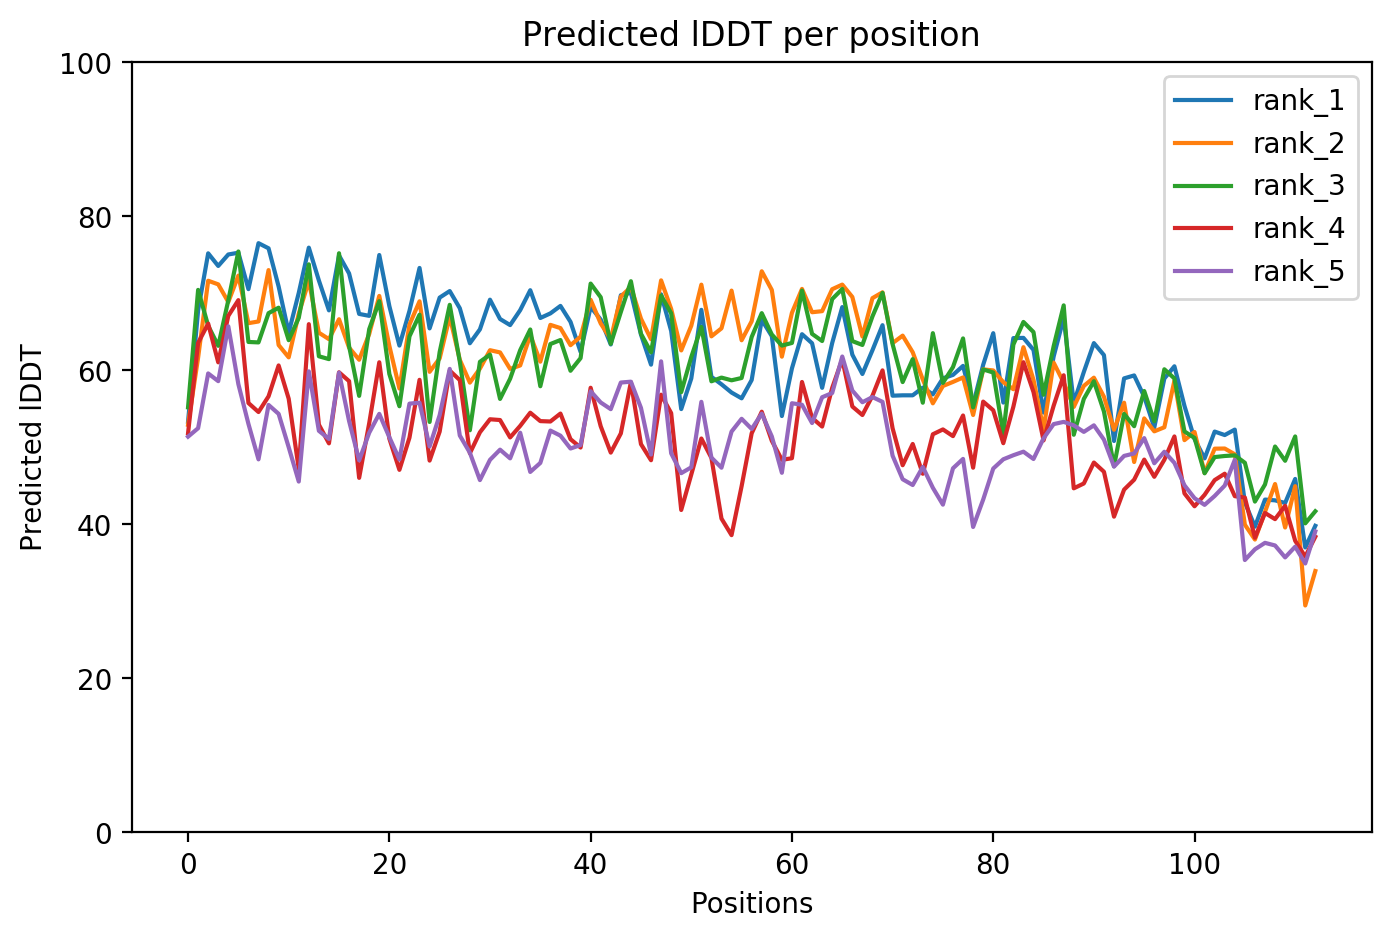 Predicted lDDT per position
100
80
60
40
20
0
Predicted lDDT
0 20 40 60 80 100
Positions
rank_1
rank_2
rank_3
rank_4
rank_5